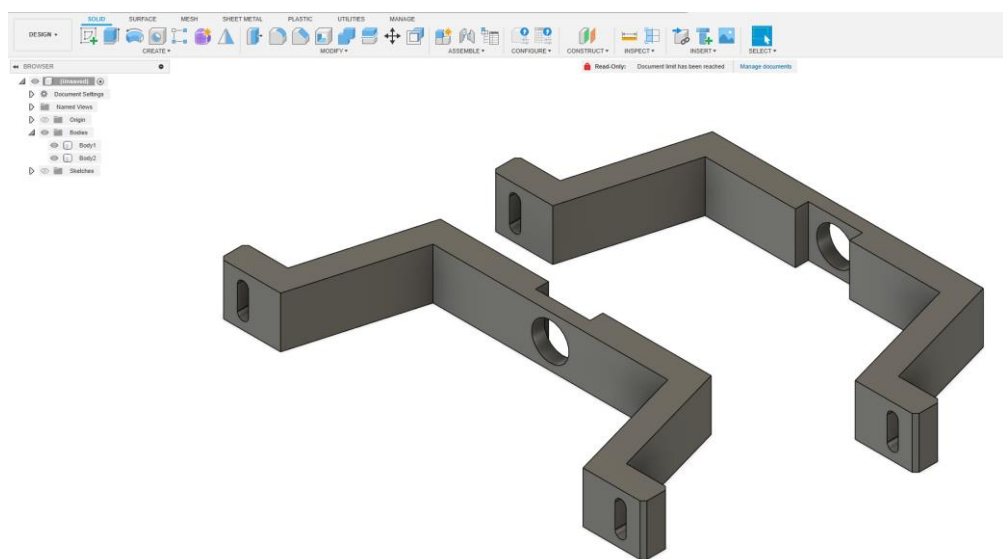 SOLID SURFACE MESH SHEET METAL PLASTIC UTILITIES MANAGE
DESIGN
CREATE MODIFY ASSEMBLE CONFIGURE CONSTRUCT INSPECT INSERT SELECT
BROWSER
Read-Only: Document limit has been reached Manage documents
(Unsaved)
Document Settings
Named Views
Origin
Bodies
Body1
Body2
Sketches